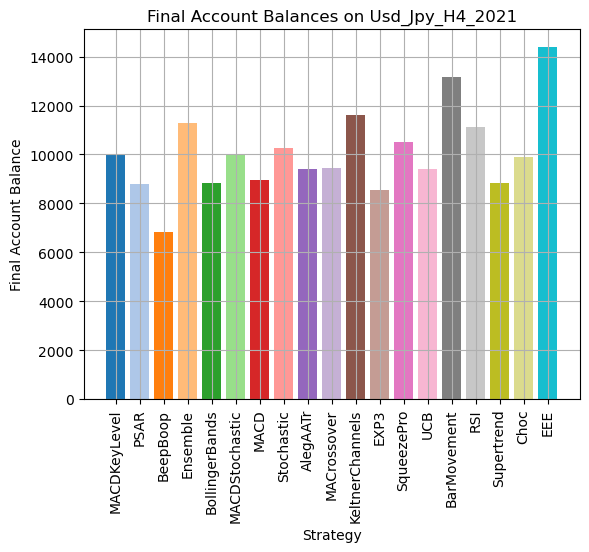 Final Account Balances on Usd_Jpy_H4_2021
Final Account Balance
14000
12000
10000
8000
6000
4000
2000
0
MACDKeyLevel
PSAR
BeepBoop
Ensemble
BollingerBands
MACDStochastic
MACD
Stochastic
AlegAATr
MACrossover
KeltnerChannels
EXP3
SqueezePro
UCB
BarMovement
RSI
Supertrend
Choc
EEE
Strategy